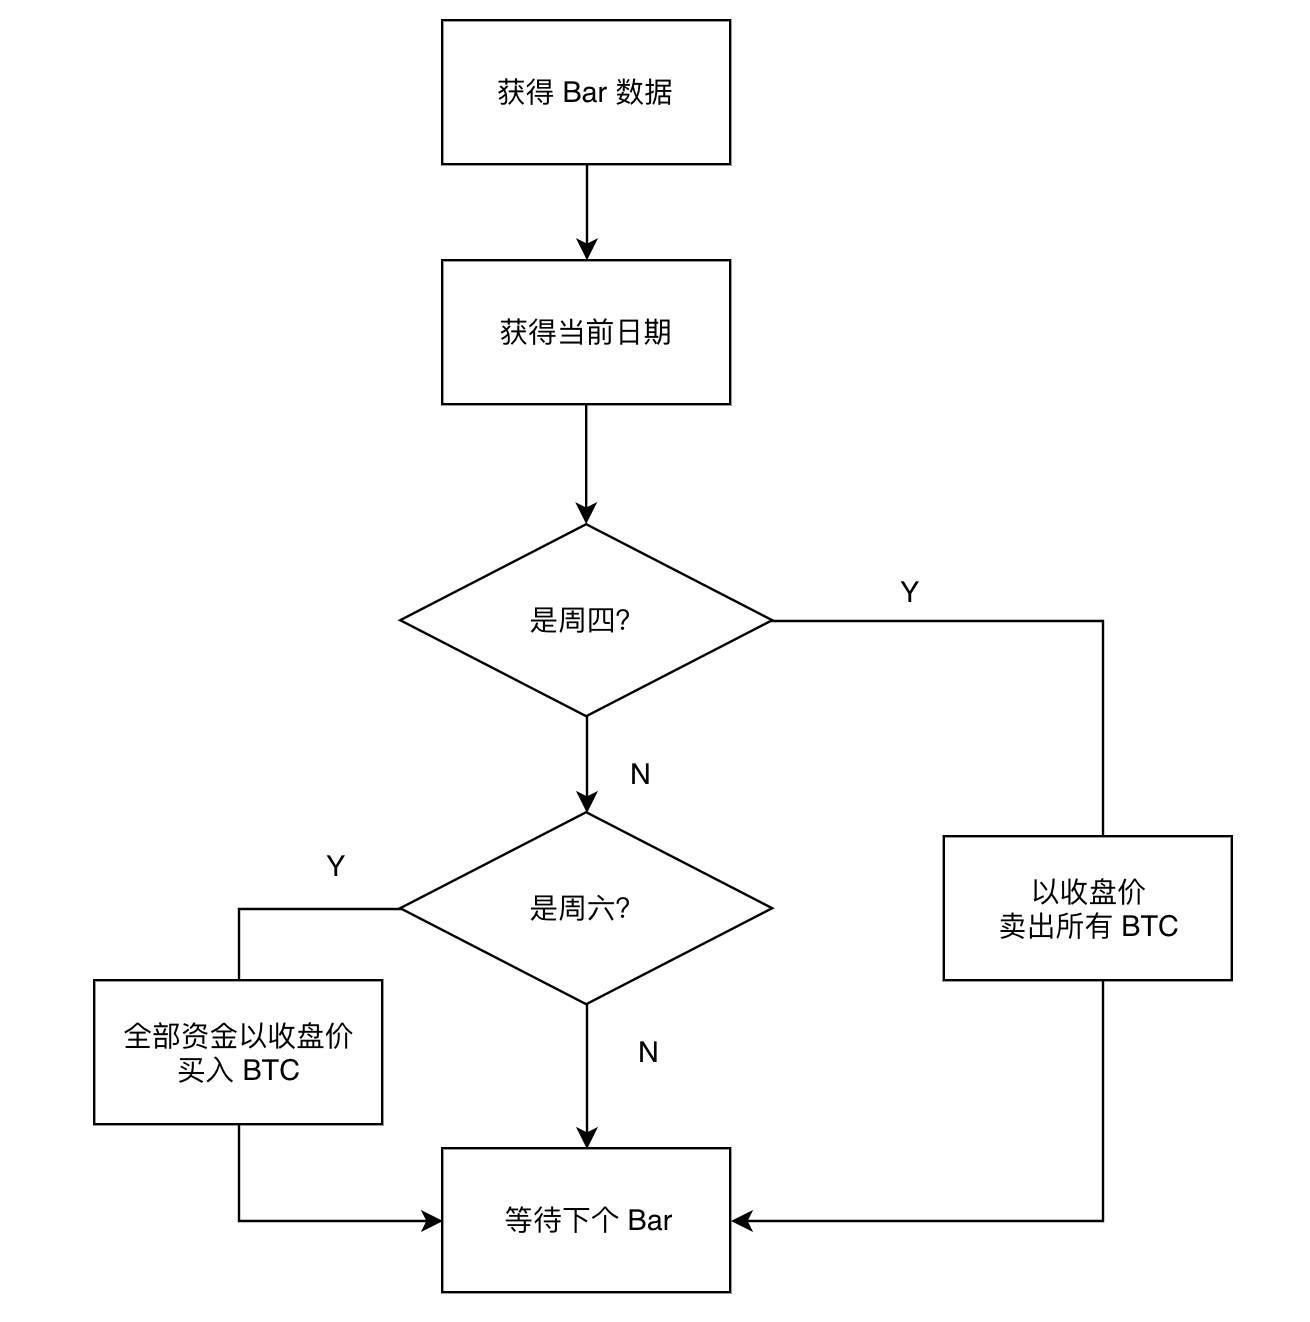 获得 Bar 数据
获得当前日期
是周四?
Y
N
是周六?
Y
以收盘价
卖出所有 BTC
全部资金以收盘价
买入 BTC
N
等待下个 Bar